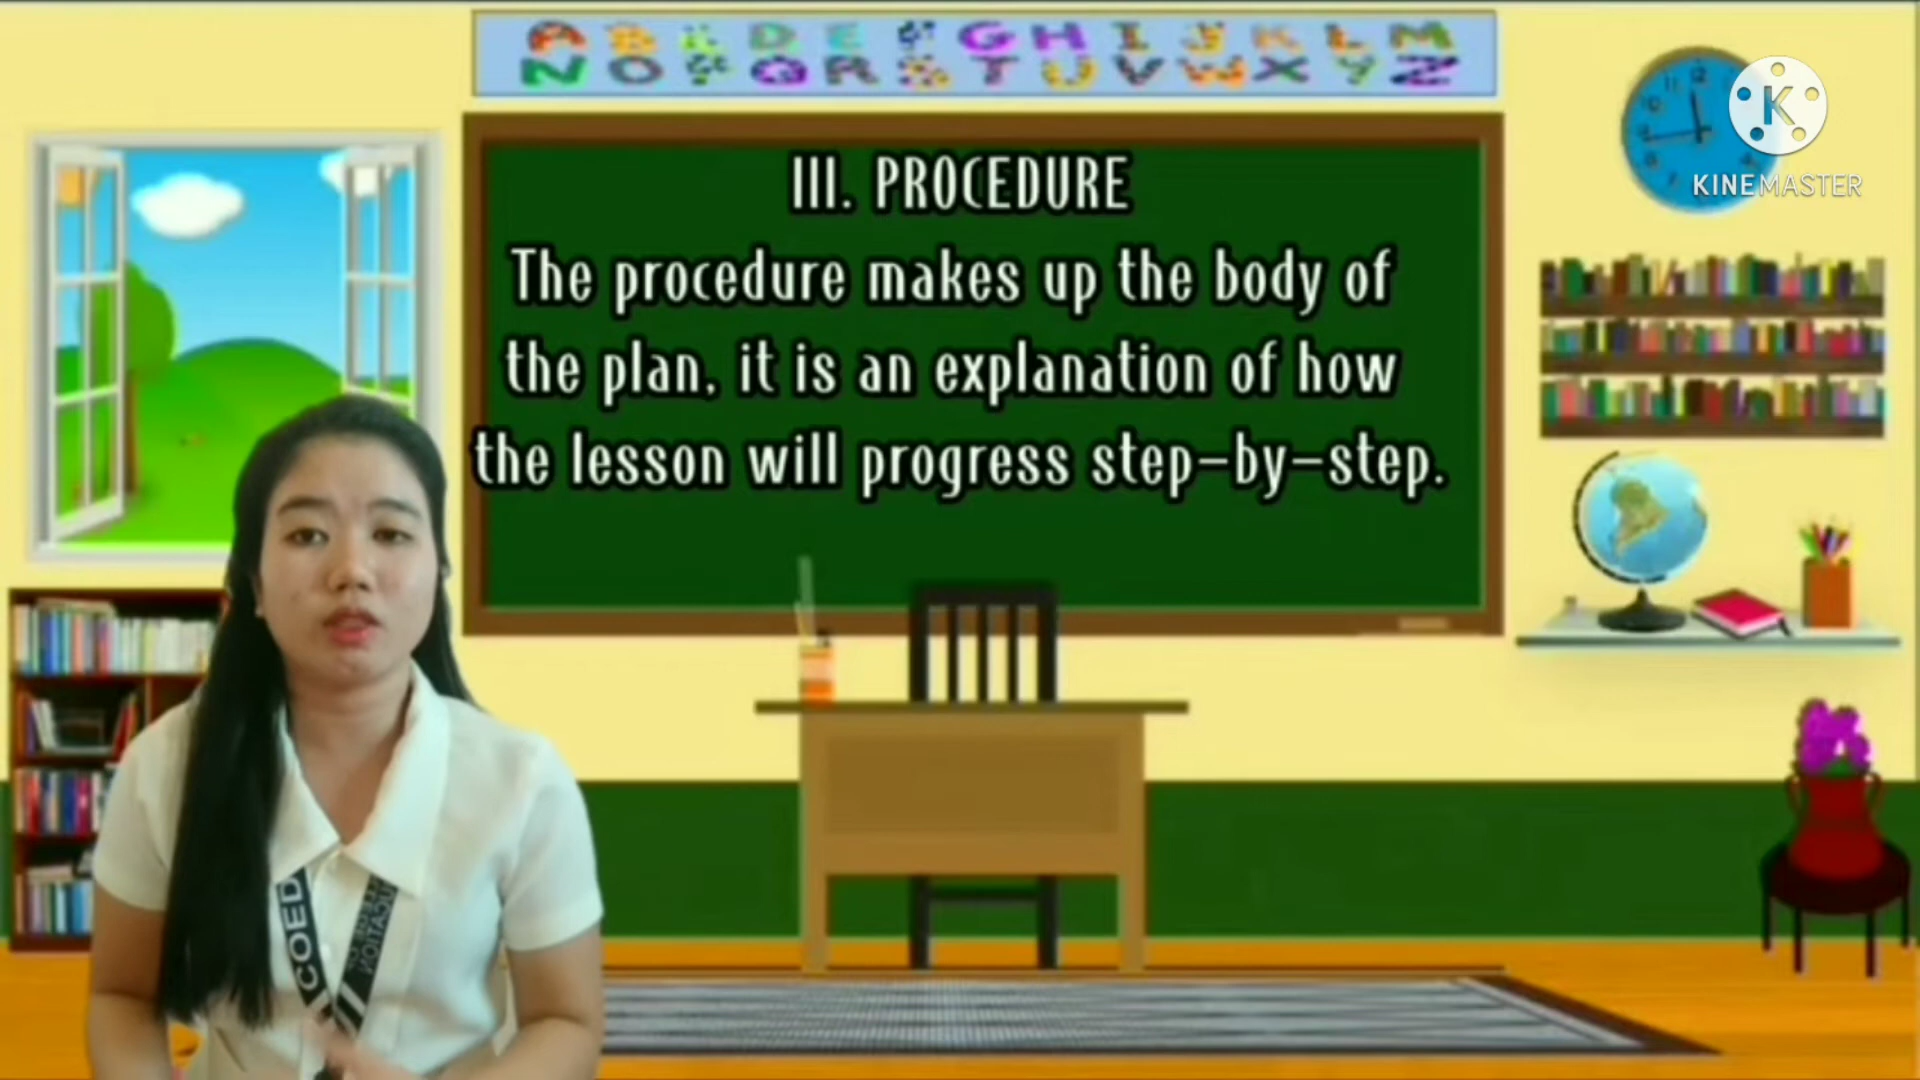 A B C D E F G H I J K L M
N O P Q R S T U V W X Y Z
K
KINEMASTER
III. PROCEDURE
The procedure makes up the body of
the plan, it is an explanation of how
the lesson will progress step-by-step.
COED